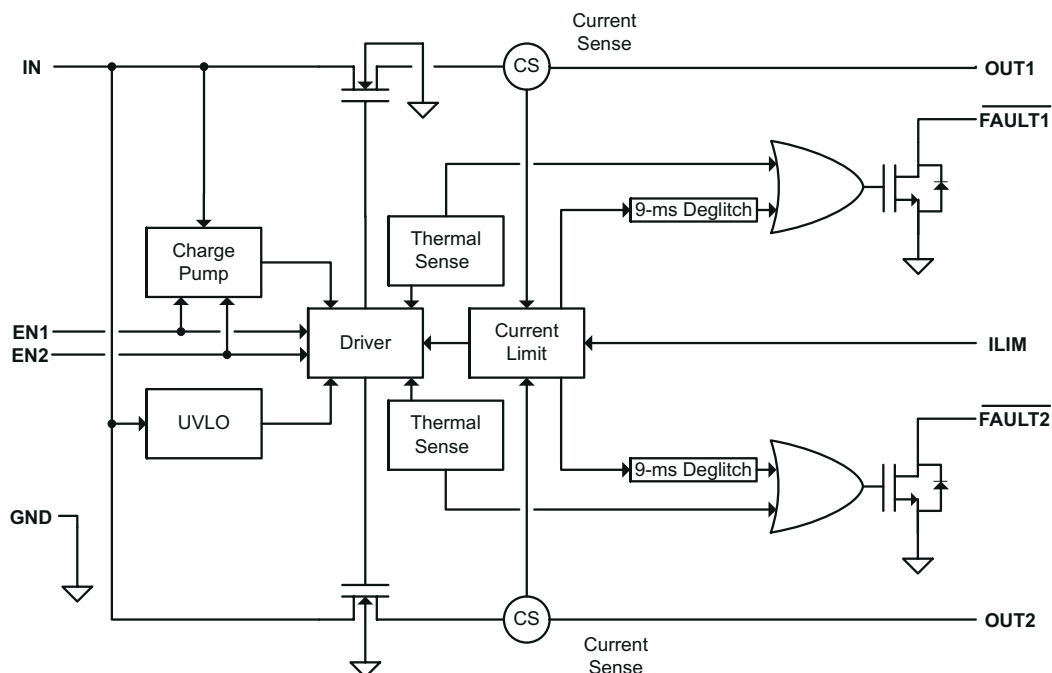 Current
Sense
IN
CS
OUT1
FAULT1
9-ms Deglitch
Thermal
Sense
Charge
Pump
EN1
EN2
Driver
Current
Limit
ILIM
UVLO
Thermal
Sense
FAULT2
9-ms Deglitch
GND
CS
OUT2
Current
Sense